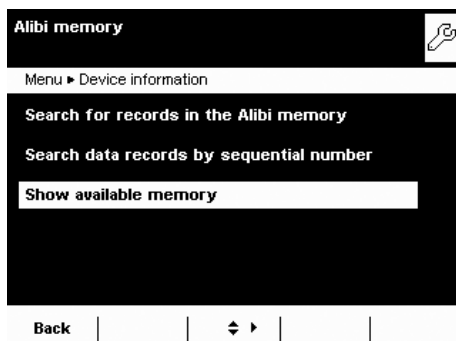 Alibi memory
Menu ▸ Device information
Search for records in the Alibi memory
Search data records by sequential number
Show available memory
Back